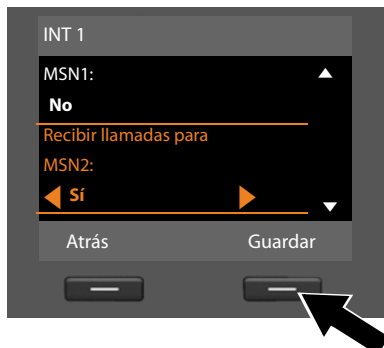 INT 1
MSN1:
No
Recibir llamadas para
MSN2:
Sí
Atrás Guardar